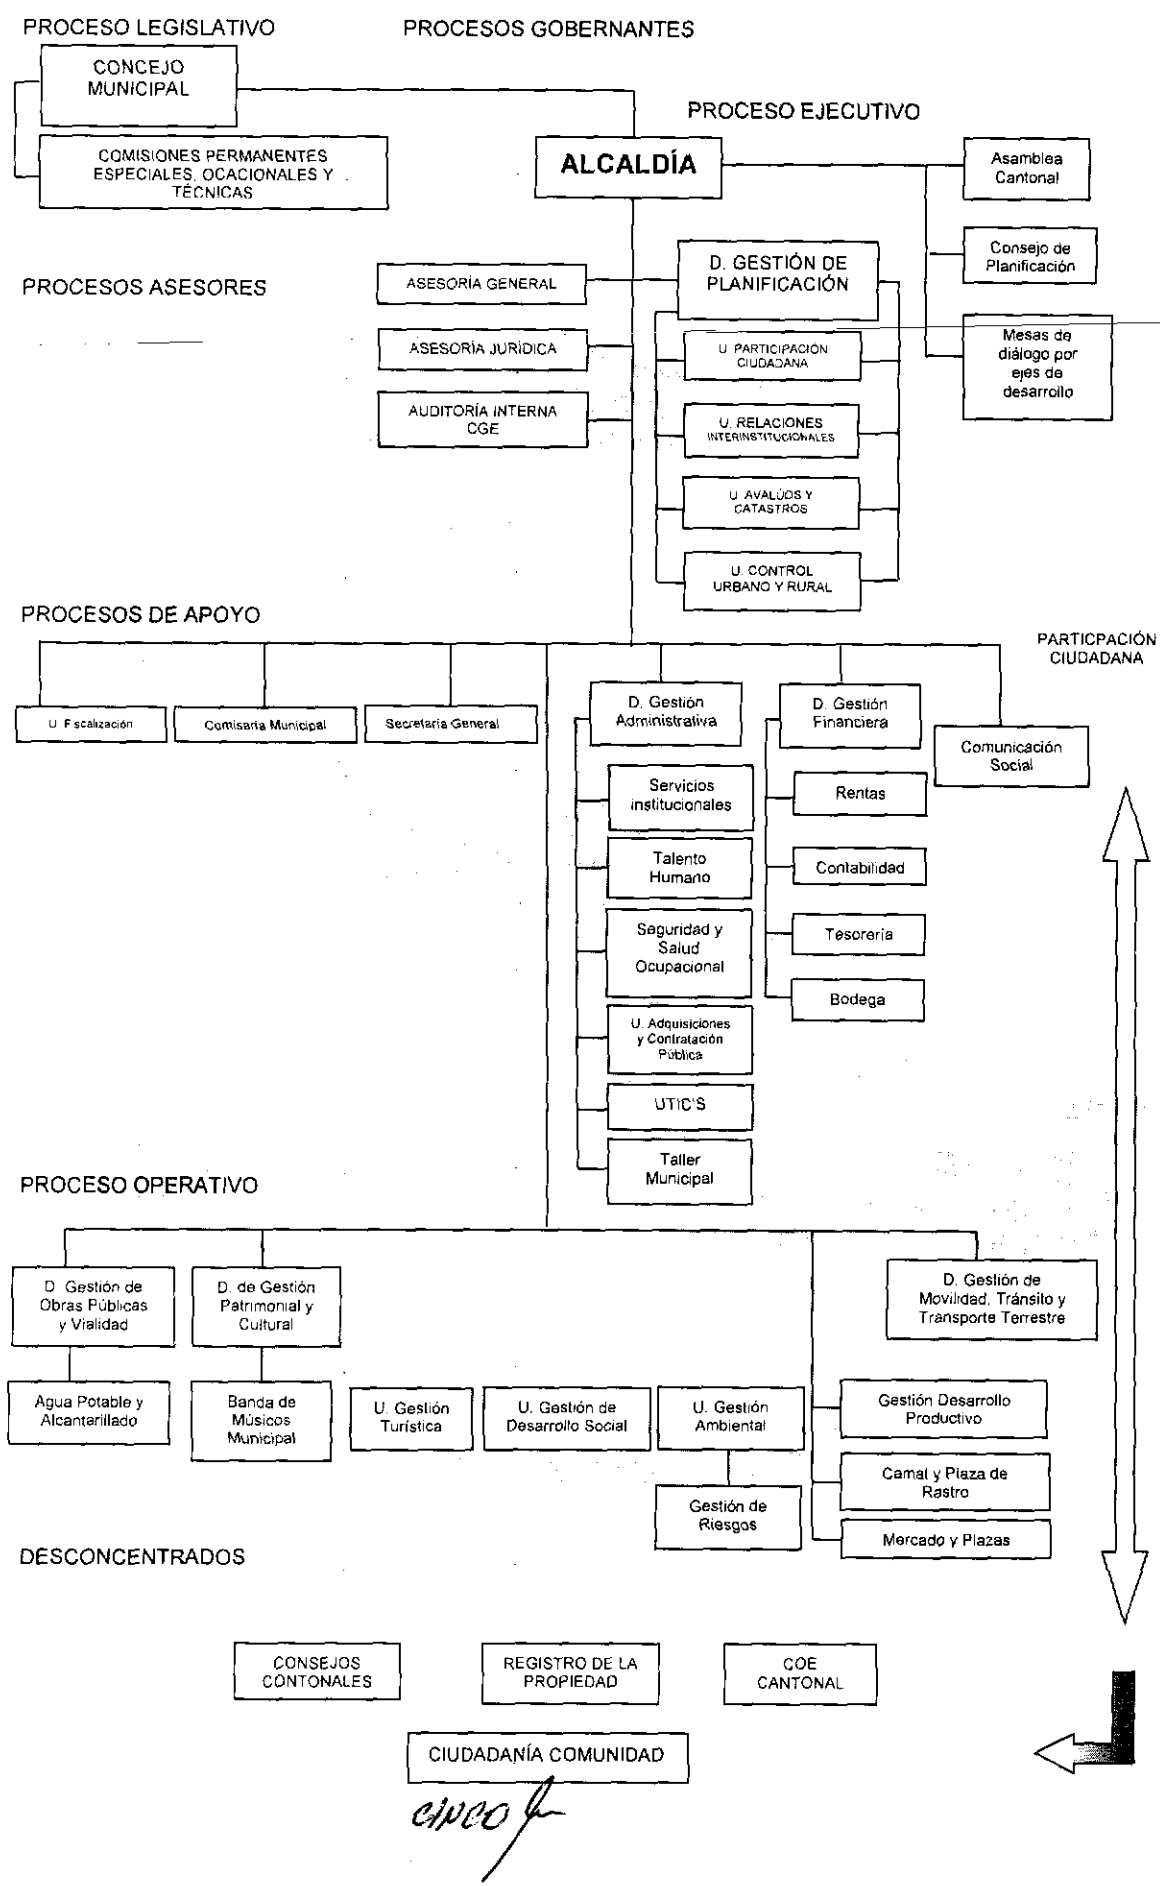 PROCESO LEGISLATIVO
PROCESOS GOBERNANTES
CONCEJO
MUNICIPAL
PROCESO EJECUTIVO
COMISIONES PERMANENTES
ESPECIALES, OCACIONALES Y
TÉCNICAS
ALCALDÍA
Asamblea
Cantonal
Consejo de
Planificación
Mesas de
diálogo por
ejes de
desarrollo
PROCESOS ASESORES
ASESORÍA GENERAL
ASESORÍA JURÍDICA
AUDITORÍA INTERNA
CGE
D. GESTIÓN DE
PLANIFICACIÓN
U. PARTICIPACIÓN
CIUDADANA
U. RELACIONES
INTERINSTITUCIONALES
U. AVALÚOS Y
CATASTROS
U. CONTROL
URBANO Y RURAL
PROCESOS DE APOYO
PARTICPACIÓN
CIUDADANA
U. Fiscalización
Comisaría Municipal
Secretaría General
D. Gestión
Administrativa
Servicios
institucionales
Talento
Humano
Seguridad y
Salud
Ocupacional
U. Adquisiciones
y Contratación
Pública
UTIC'S
Taller
Municipal
D. Gestión
Financiera
Rentas
Contabilidad
Tesorería
Bodega
Comunicación
Social
PROCESO OPERATIVO
D. Gestión de
Obras Públicas
y Vialidad
Agua Potable y
Alcantarillado
D. de Gestión
Patrimonial y
Cultural
Banda de
Músicos
Municipal
U. Gestión
Turística
U. Gestión de
Desarrollo Social
U. Gestión
Ambiental
Gestión de
Riesgos
D. Gestión de
Movilidad, Tránsito y
Transporte Terrestre
Gestión Desarrollo
Productivo
Camal y Plaza de
Rastro
Mercado y Plazas
DESCONCENTRADOS
CONSEJOS
CONTONALES
REGISTRO DE LA
PROPIEDAD
COE
CANTONAL
CIUDADANÍA COMUNIDAD
CINCO